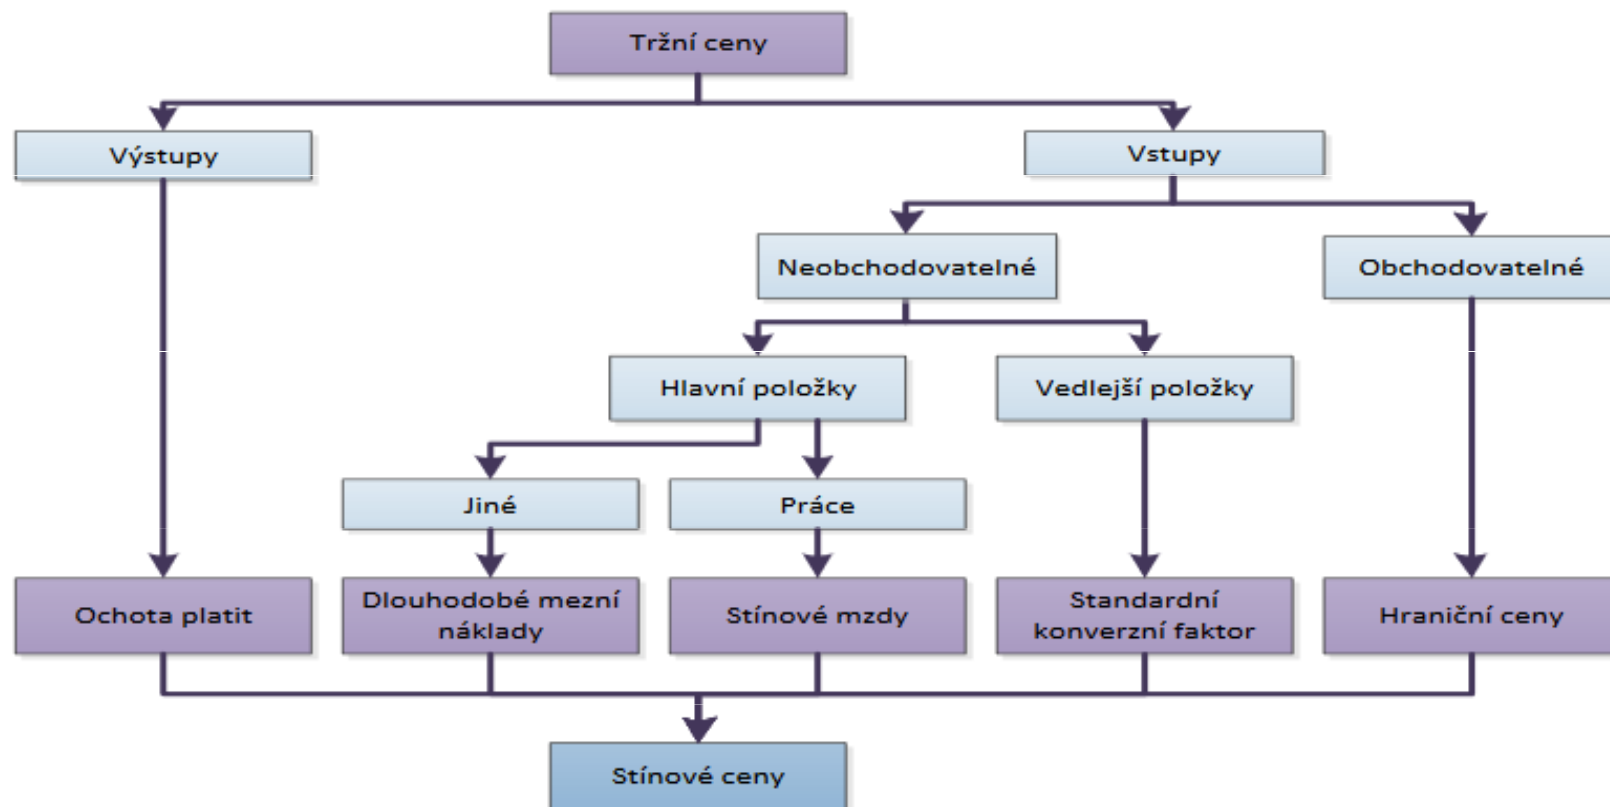 Tržní ceny
Výstupy
Vstupy
Neobchodovatelné
Obchodovatelné
Hlavní položky
Vedlejší položky
Jiné
Práce
Ochota platit
Dlouhodobé mezní
náklady
Stínové mzdy
Standardní
konverzní faktor
Hraniční ceny
Stínové ceny